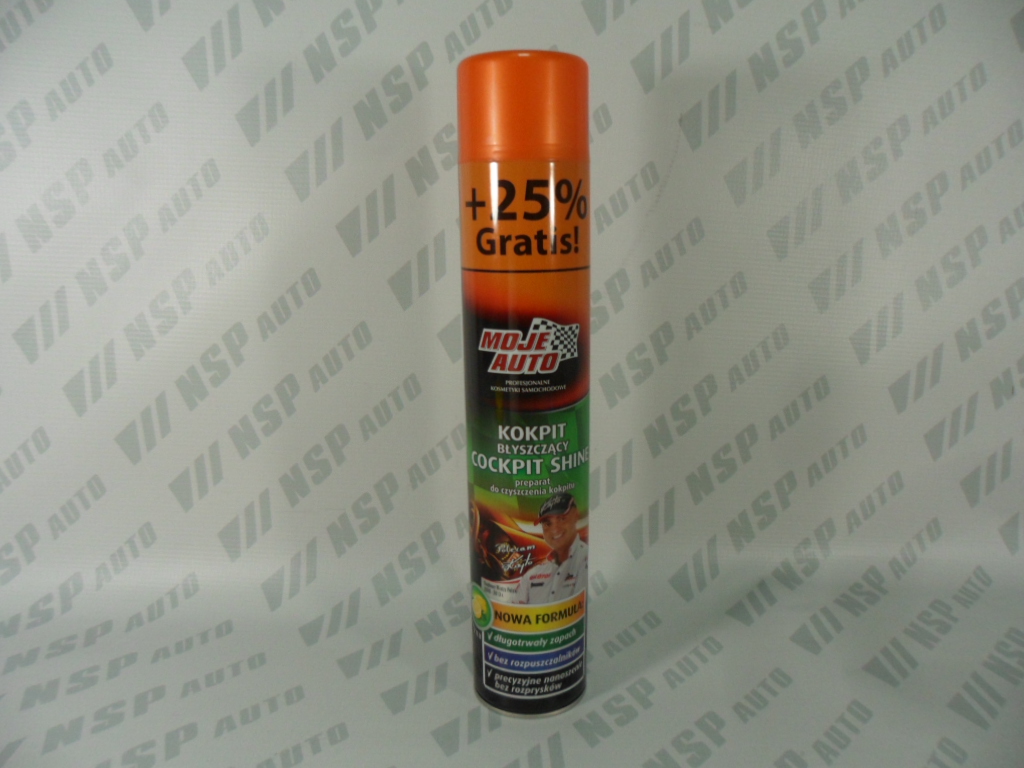 +25%
Gratis!
MOJE
AUTO
PROFESJONALNE
KOSMETYKI SAMOCHODOWE
KOKPIT
BŁYSZCZĄCY
COCKPIT SHINE
preparat
do czyszczenia kokpitu
NOWA FORMUŁA
√ długotrwały zapach
√ bez rozpuszczalników
√ precyzyjne nanoszenie
bez rozprysków
NSP AUTO